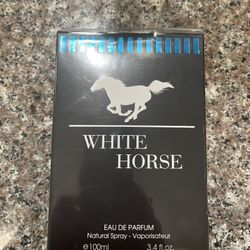 WHITE
HORSE
EAU DE PARFUM
Natural Spray - Vaporisateur
℮100ml 3.4 fl.oz.